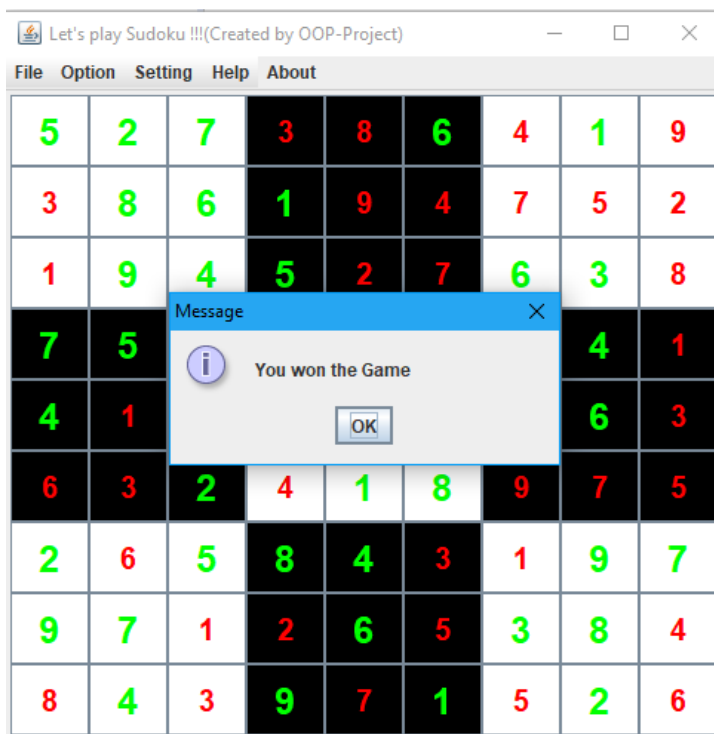 Let's play Sudoku !!!(Created by OOP-Project)
File Option Setting Help About
5 2 7 3 8 6 4 1 9
3 8 6 1 9 4 7 5 2
1 9 4 5 2 7 6 3 8
Message
7 5 4 1
You won the Game
4 1 6 3
OK
6 3 2 4 1 8 9 7 5
2 6 5 8 4 3 1 9 7
9 7 1 2 6 5 3 8 4
8 4 3 9 7 1 5 2 6